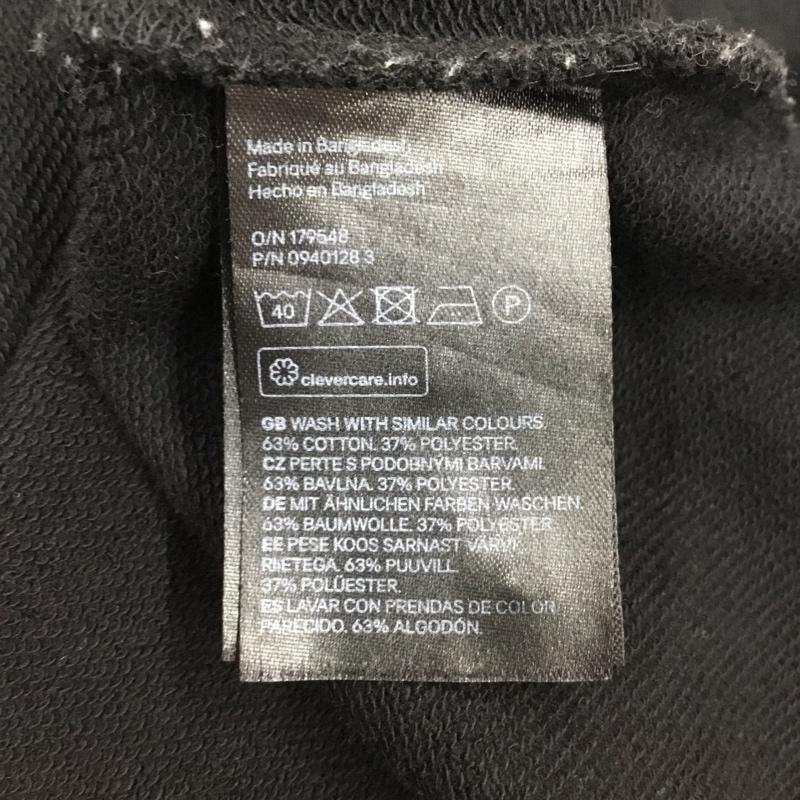 Made in Bangladesh
Fabriqué au Bangladesh
Hecho en Bangladesh
O/N 179548
P/N 0940128 3
40
P
clevercare.info
GB WASH WITH SIMILAR COLOURS.
63% COTTON. 37% POLYESTER.
CZ PERTE S PODOBNÝMI BARVAMI.
63% BAVLNA. 37% POLYESTER.
DE MIT ÄHNLICHEN FARBEN WASCHEN.
63% BAUMWOLLE. 37% POLYESTER.
EE PESE KOOS SARNAST VÄRVI
RIIETEGA. 63% PUUVILL.
37% POLÜESTER.
ES LAVAR CON PRENDAS DE COLOR
PARECIDO. 63% ALGODÓN.